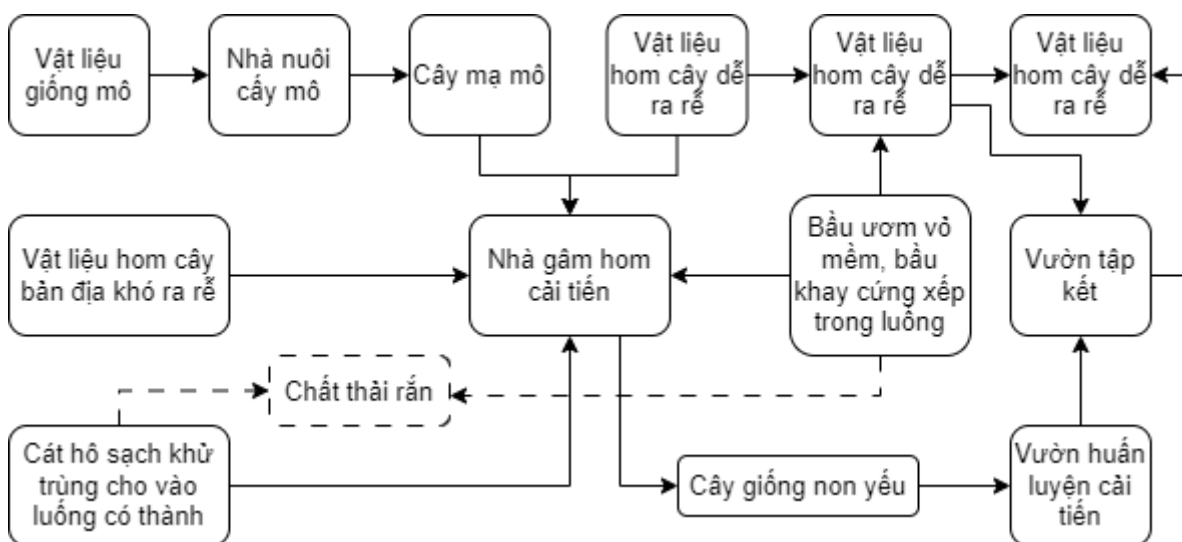 Vật liệu
giống mô
Nhà nuôi
cấy mô
Cây mạ mô
Vật liệu
hom cây dễ
ra rễ
Vật liệu
hom cây dễ
ra rễ
Vật liệu
hom cây dễ
ra rễ
Vật liệu hom cây
bản địa khó ra rễ
Nhà gâm hom
cải tiến
Bầu ươm vỏ
mềm, bầu
khay cứng xếp
trong luống
Vườn tập
kết
Chất thải rắn
Cát hô sạch khử
trùng cho vào
luống có thành
Cây giống non yếu
Vườn huấn
luyện cải
tiến